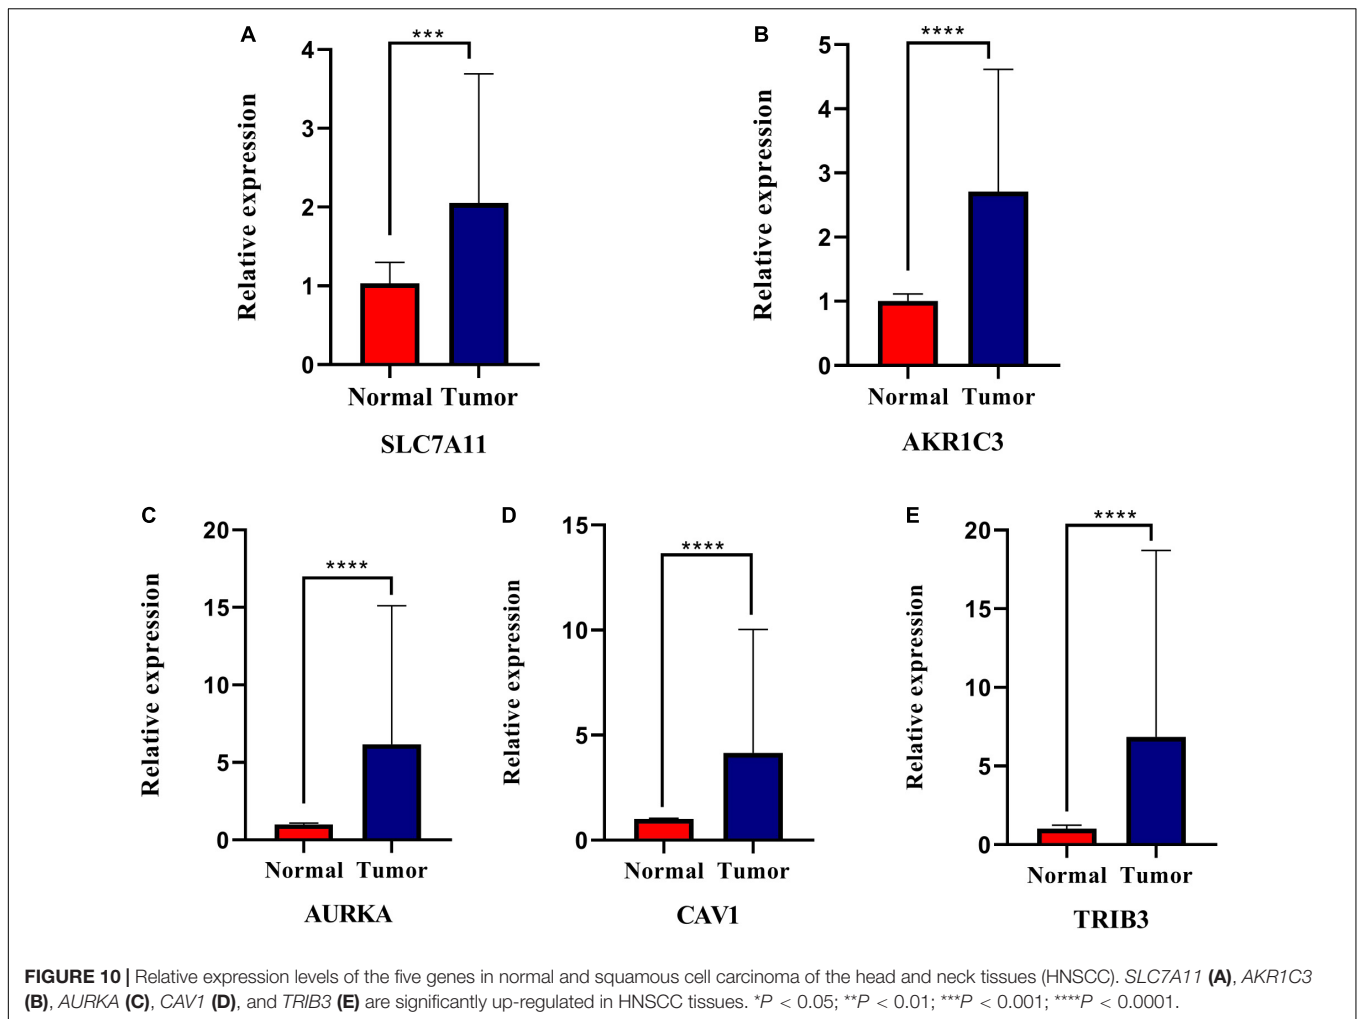 A
***
4
3
2
1
0
Relative expression
Normal Tumor
SLC7A11
B
****
5
4
3
2
1
0
Relative expression
Normal Tumor
AKR1C3
C
****
20
15
10
5
0
Relative expression
Normal Tumor
AURKA
D
****
15
10
5
0
Relative expression
Normal Tumor
CAV1
E
****
20
15
10
5
0
Relative expression
Normal Tumor
TRIB3
FIGURE 10 | Relative expression levels of the five genes in normal and squamous cell carcinoma of the head and neck tissues (HNSCC). SLC7A11 (A), AKR1C3
(B), AURKA (C), CAV1 (D), and TRIB3 (E) are significantly up-regulated in HNSCC tissues. *P < 0.05; **P < 0.01; ***P < 0.001; ****P < 0.0001.